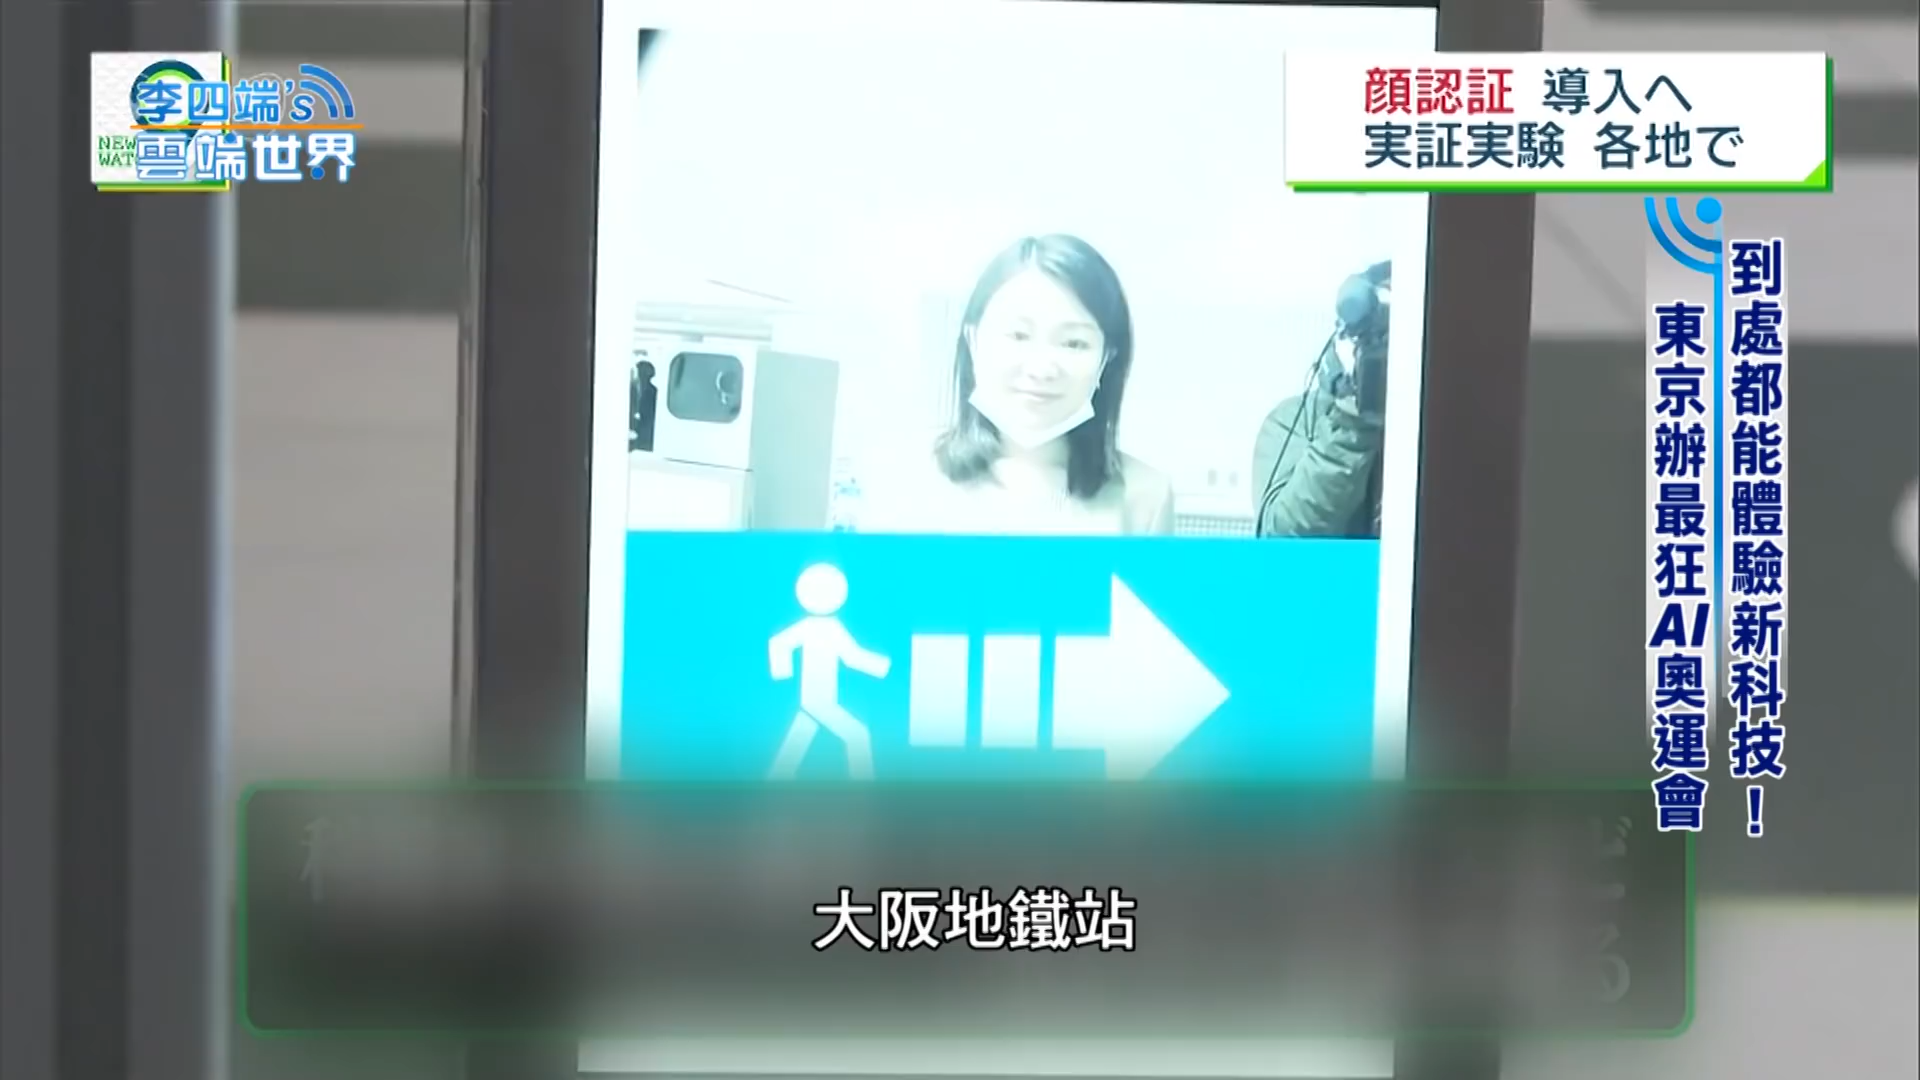 李四端's
雲端世界
NEW
WAT
顔認証 導入へ
実証実験 各地で
到處都能體驗新科技！
東京辦最狂AI奧運會
大阪地鐵站